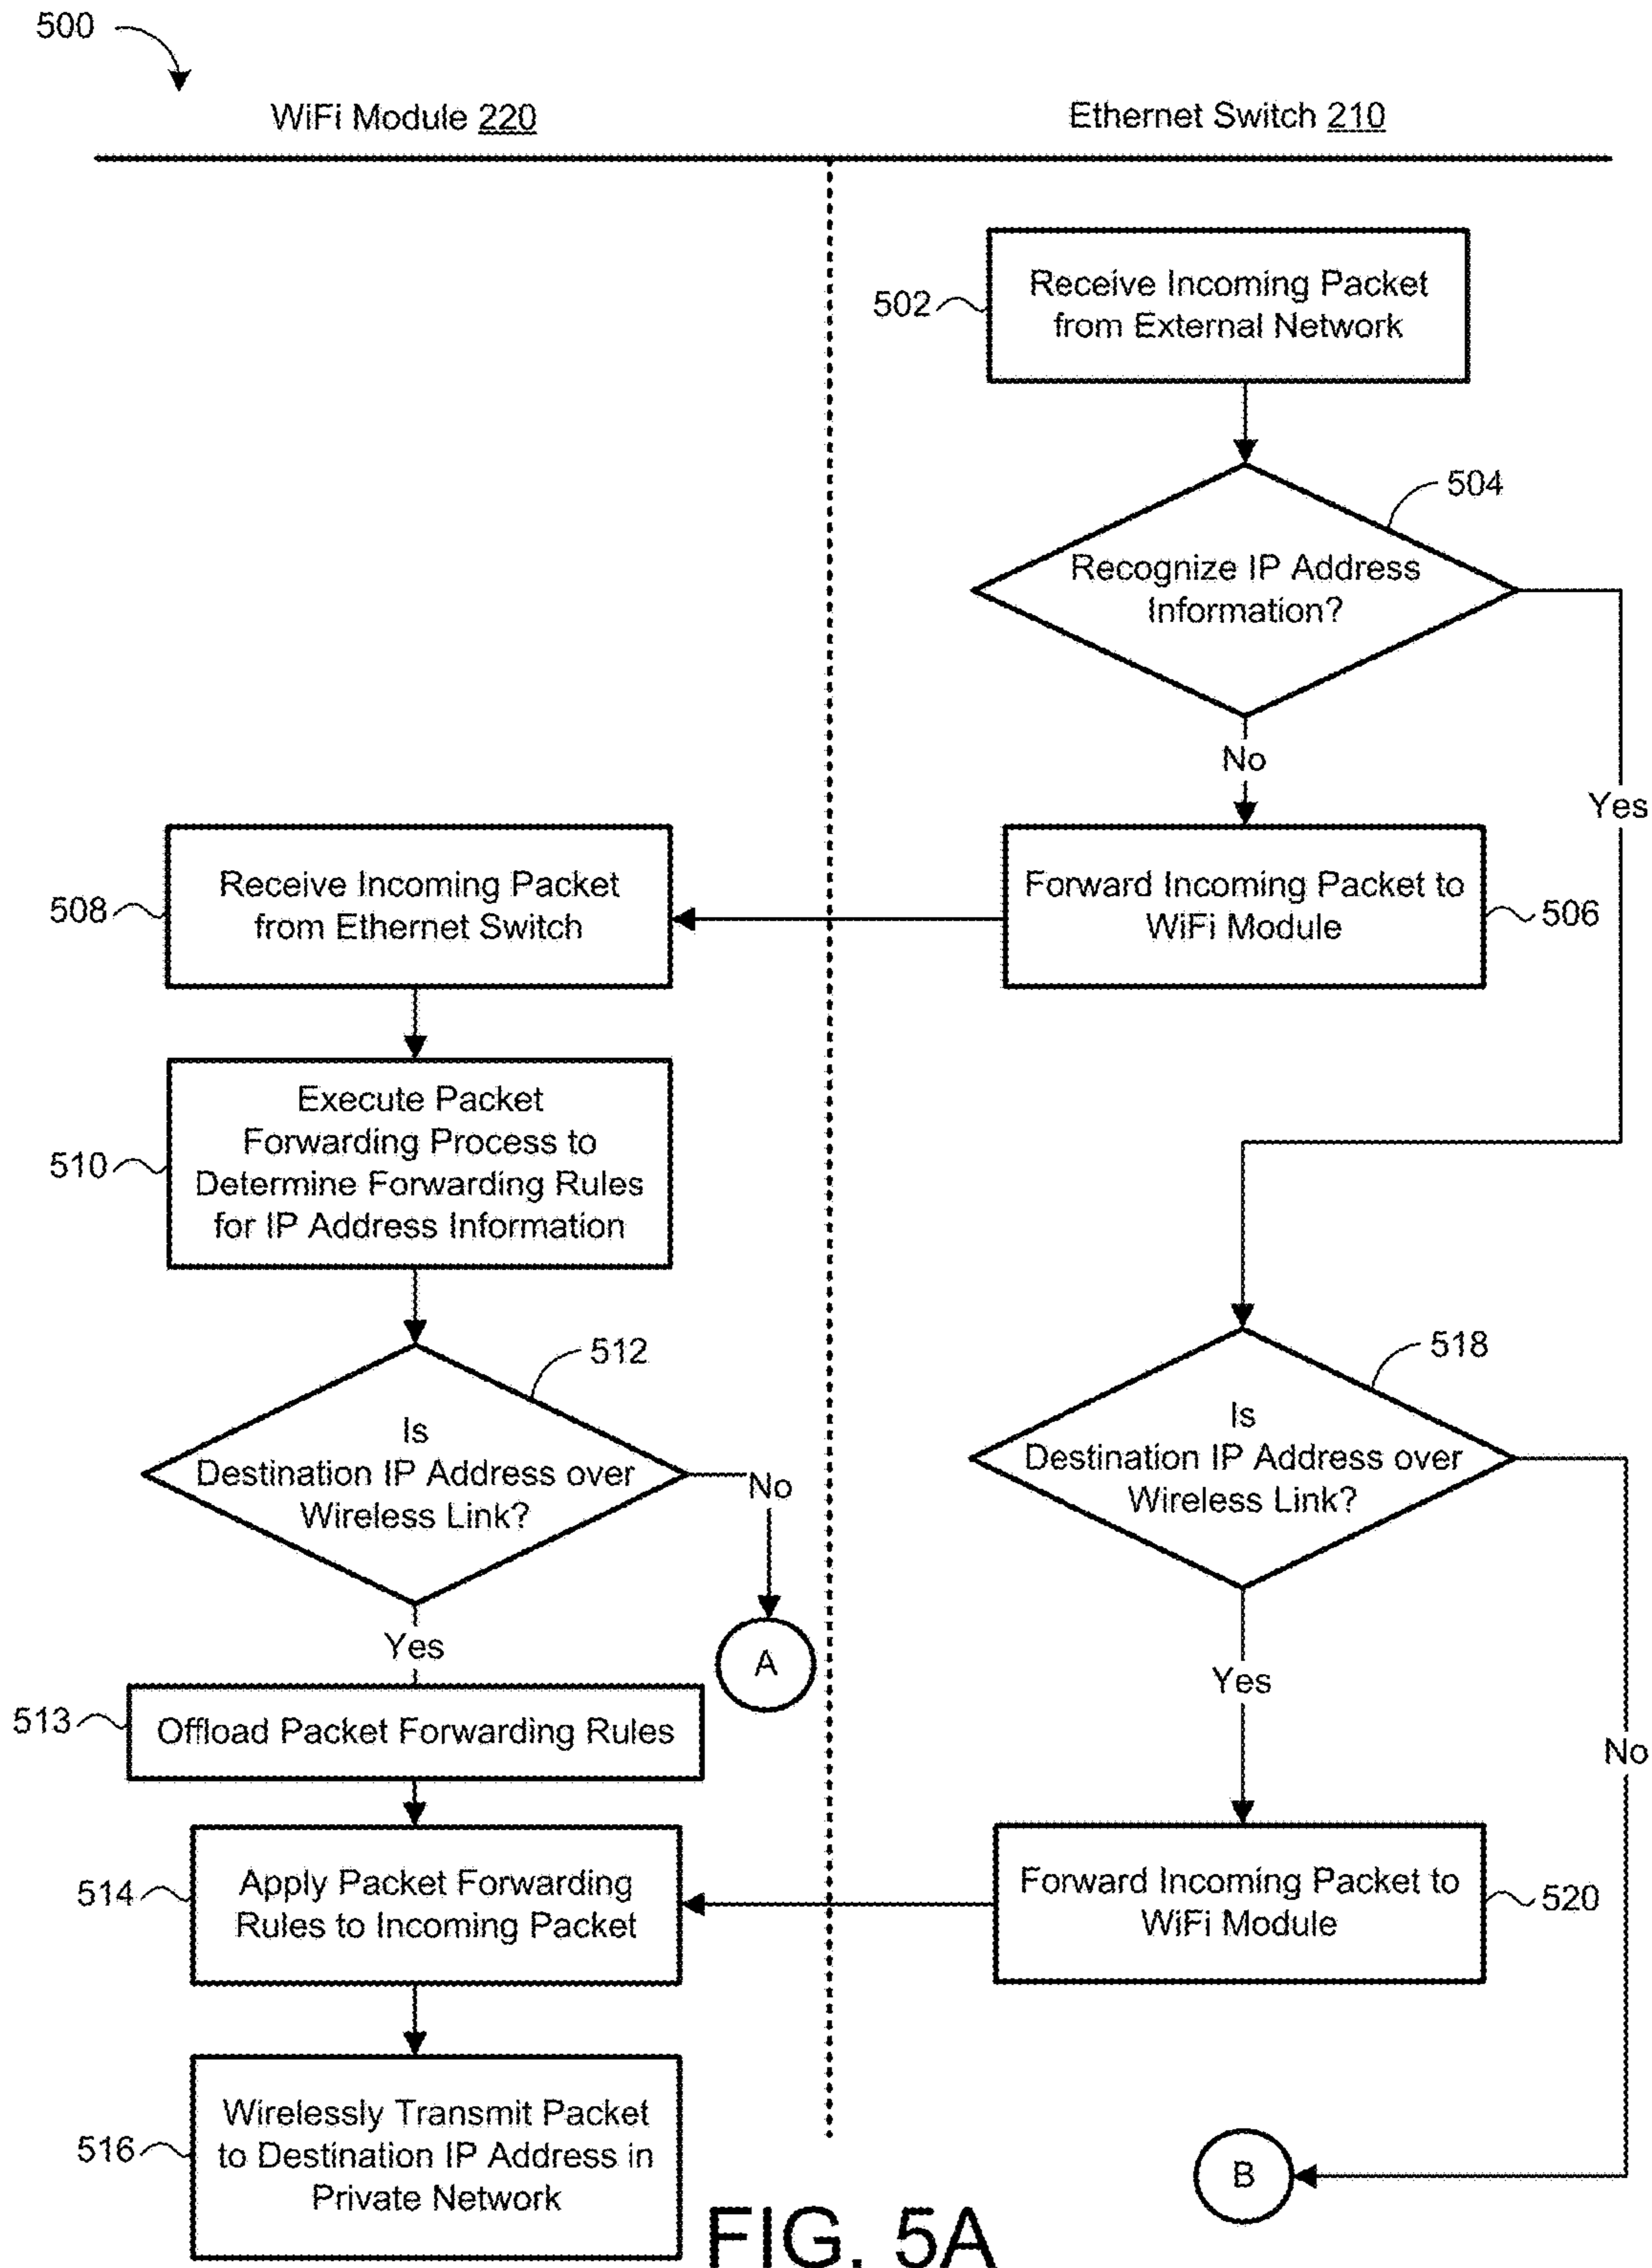 500
WiFi Module 220
Ethernet Switch 210
502
Receive Incoming Packet
from External Network
504
Recognize IP Address
Information?
No
Yes
508
Receive Incoming Packet
from Ethernet Switch
Forward Incoming Packet to
WiFi Module
506
510
Execute Packet
Forwarding Process to
Determine Forwarding Rules
for IP Address Information
512
Is
Destination IP Address over
Wireless Link?
No
A
Yes
518
Is
Destination IP Address over
Wireless Link?
Yes
No
513
Offload Packet Forwarding Rules
514
Apply Packet Forwarding
Rules to Incoming Packet
Forward Incoming Packet to
WiFi Module
520
516
Wirelessly Transmit Packet
to Destination IP Address in
Private Network
B
FIG. 5A